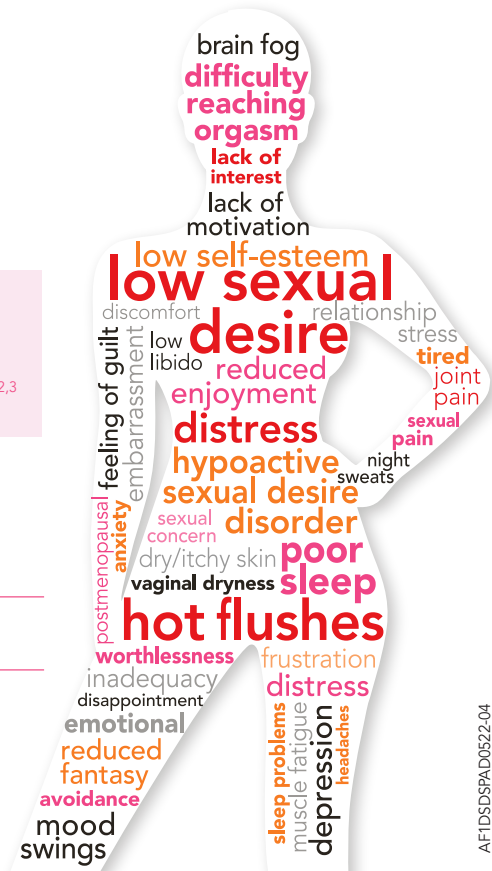 brain fog
difficulty
reaching
orgasm
lack of
interest
lack of
motivation
low self-esteem
low sexual
desire
discomfort
relationship
stress
tired
joint
pain
sexual
pain
night
sweats
feeling of guilt
embarrassment
low
libido
reduced
enjoyment
distress
hypoactive
sexual desire
disorder
postmenopausal
anxiety
sexual
concern
dry/itchy skin
poor
sleep
vaginal dryness
hot flushes
worthlessness
frustration
inadequacy
distress
disappointment
emotional
reduced
fantasy
avoidance
mood
swings
sleep problems
muscle fatigue
depression
headaches
2,3
AF1DSDSPAD0522-04